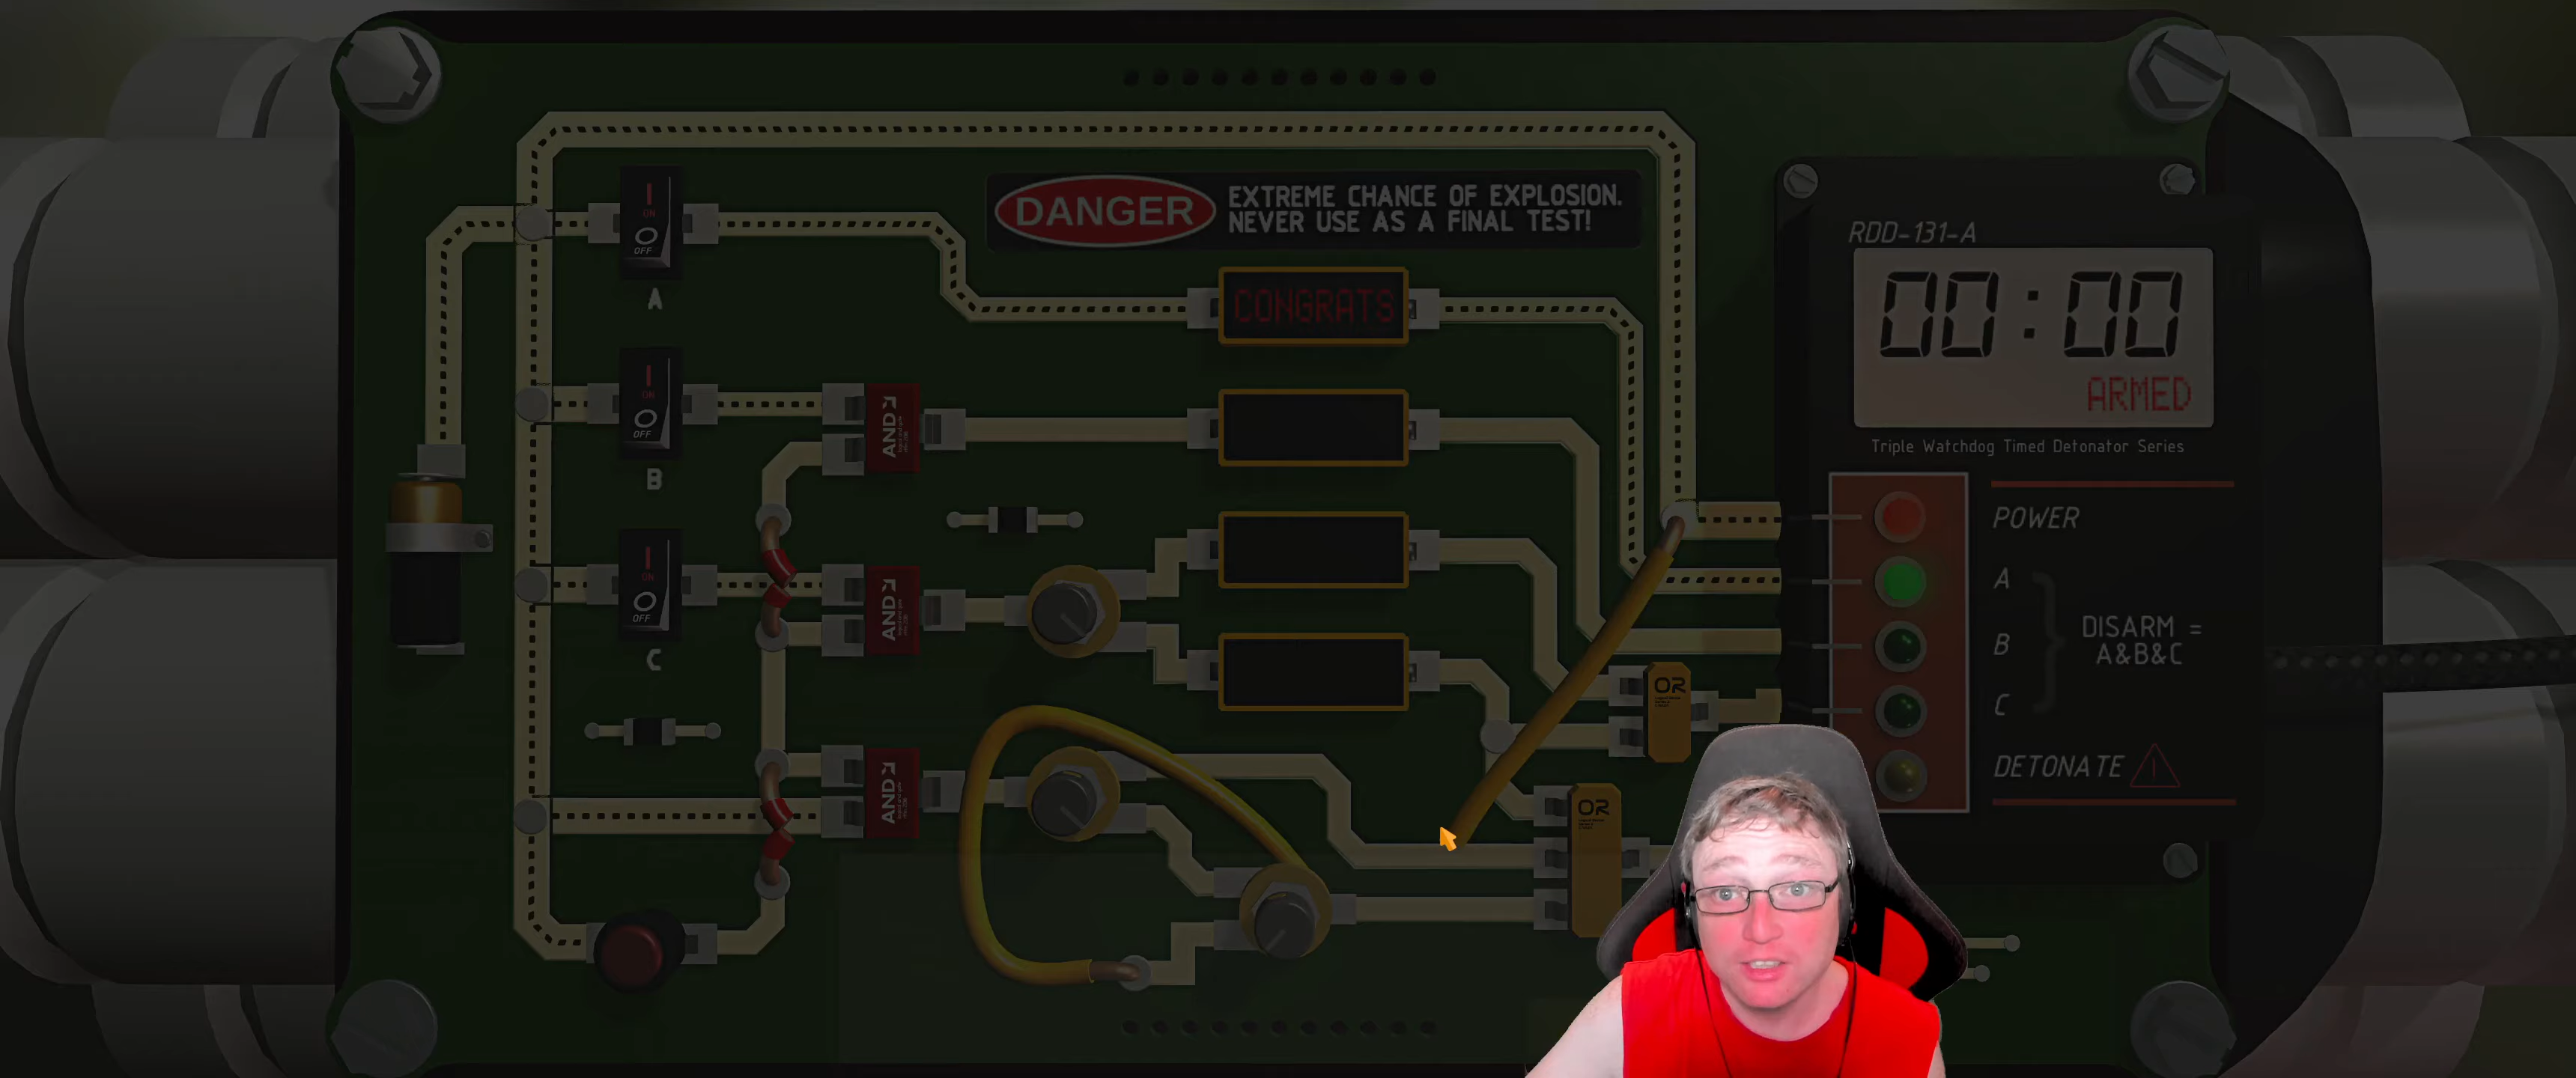 I
ON
O
OFF
A
DANGER
EXTREME CHANCE OF EXPLOSION.
NEVER USE AS A FINAL TEST!
CONGRATS
RDD-131-A
00:00
ARMED
Triple Watchdog Timed Detonator Series
I
ON
O
OFF
B
AND
I
ON
O
OFF
C
AND
AND
OR
OR
POWER
A
B
C
DISARM =
A&B&C
DETONATE